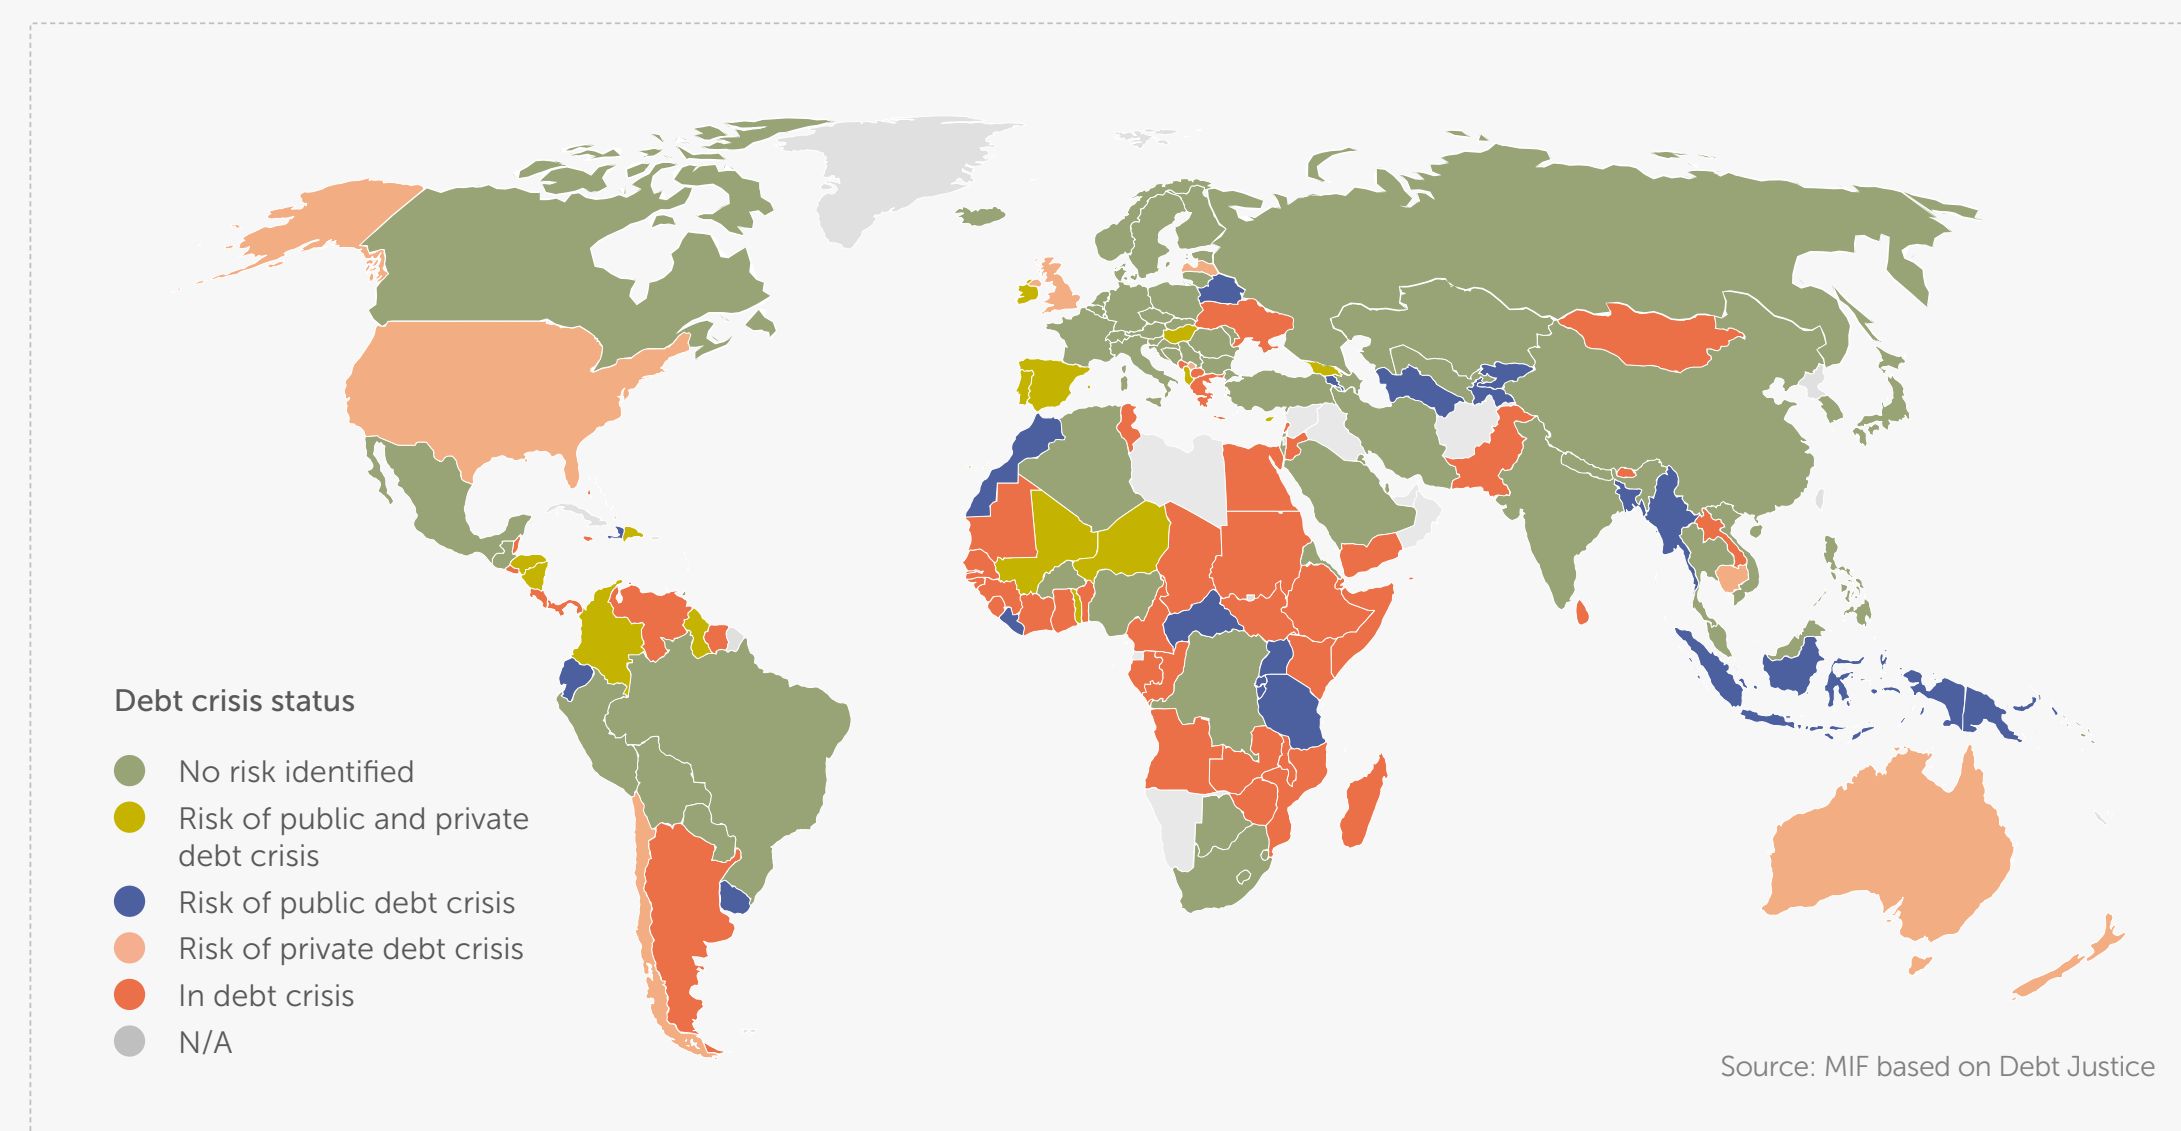 Debt crisis status
No risk identified
Risk of public and private
debt crisis
Risk of public debt crisis
Risk of private debt crisis
In debt crisis
N/A
Source: MIF based on Debt Justice